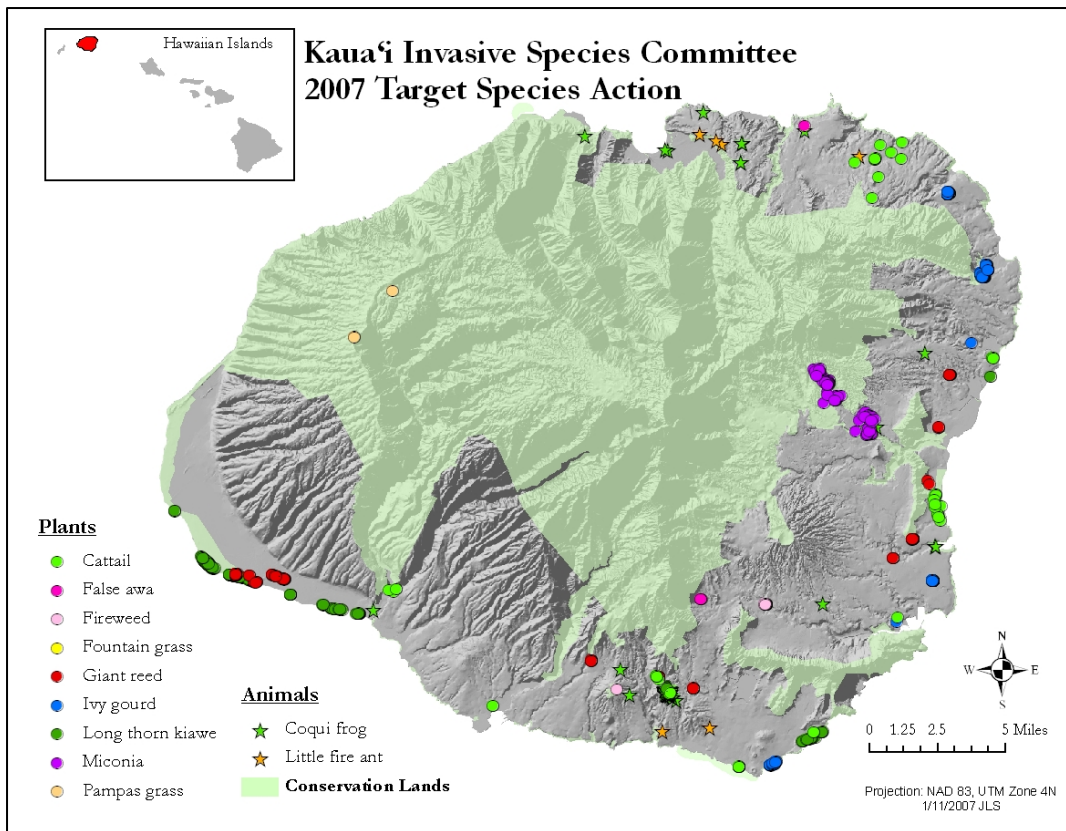 Hawaiian Islands
Kauaʻi Invasive Species Committee
2007 Target Species Action
Plants
Cattail
False awa
Fireweed
Fountain grass
Giant reed
Ivy gourd
Long thorn kiawe
Miconia
Pampas grass
Animals
Coqui frog
Little fire ant
Conservation Lands
N
W E
S
0 1.25 2.5 5 Miles
Projection: NAD 83, UTM Zone 4N
1/11/2007 JLS